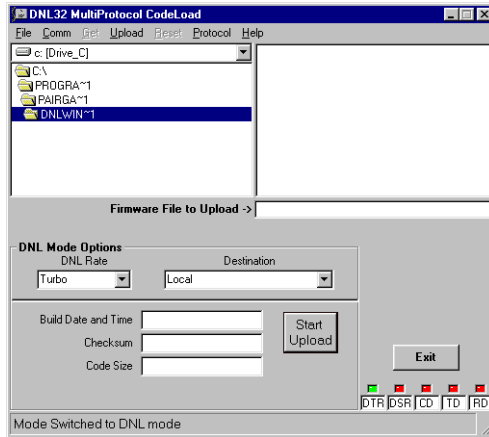 DNL32 MultiProtocol CodeLoad
File Comm Get Upload Reset Protocol Help
c: [Drive_C]
C:\
PROGRA~1
PAIRGA~1
DNLWIN~1
Firmware File to Upload ->
DNL Mode Options
DNL Rate Destination
Turbo Local
Build Date and Time
Checksum
Code Size
Start
Upload
Exit
DTR DSR CD TD RD
Mode Switched to DNL mode